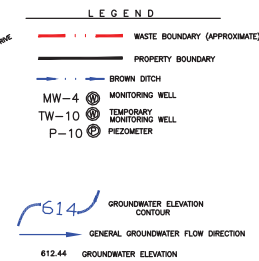 LEGEND
DRIVE
WASTE BOUNDARY (APPROXIMATE)
PROPERTY BOUNDARY
BROWN DITCH
MW-4 W MONITORING WELL
TW-10 W TEMPORARY
MONITORING WELL
P-10 P PIEZOMETER
614 GROUNDWATER ELEVATION
CONTOUR
GENERAL GROUNDWATER FLOW DIRECTION
612.44 GROUNDWATER ELEVATION